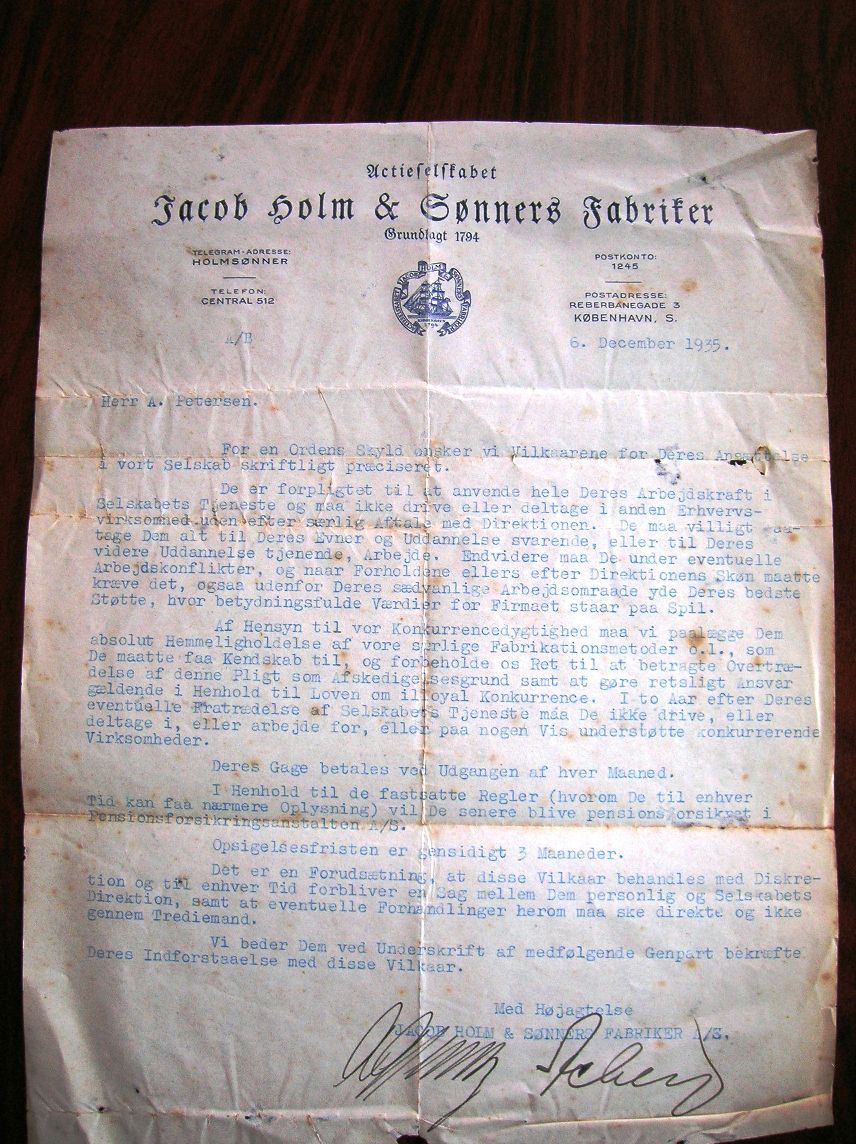 Actieselskabet
Jacob Holm & Sønners Fabriker
Grundlagt 1794
TELEGRAM-ADRESSE:
HOLMSØNNER
TELEFON:
CENTRAL 512
POSTKONTO:
1245
POSTADRESSE:
REBERBANEGADE 3
KØBENHAVN, S.
JACOB HOLM
KØBENHAVN
1794
A/B
6. December 1935.
Herr A. Petersen.
For en Ordens Skyld ønsker vi Vilkaarene for Deres Ansættelse
i vort Selskab skriftligt præciseret.
De er forpligtet til at anvende hele Deres Arbejdskraft i
Selskabets Tjeneste og maa ikke drive eller deltage i anden Erhvervs-
virksomhed uden efter særlig Aftale med Direktionen. De maa villigt paa-
tage Dem alt til Deres Evner og Uddannelse svarende, eller til Deres
videre Uddannelse tjenende, Arbejde. Endvidere maa De under eventuelle
Arbejdskonflikter, og naar Forholdene ellers efter Direktionens Skøn maatte
kræve det, ogsaa udenfor Deres sædvanlige Arbejdsomraade yde Deres bedste
Støtte, hvor betydningsfulde Værdier for Firmaet staar paa Spil.
Af Hensyn til vor Konkurrencedygtighed maa vi paalægge Dem
absolut Hemmeligholdelse af vore særlige Fabrikationsmetoder o.l., som
De maatte faa Kendskab til, og forbeholde os Ret til at betragte Overtræ-
delse af denne Pligt som Afskedigelsesgrund samt at gøre retsligt Ansvar
gældende i Henhold til Loven om illoyal Konkurrence. I to Aar efter Deres
eventuelle Fratrædelse af Selskabets Tjeneste maa De ikke drive, eller
deltage i, eller arbejde for, eller paa nogen Vis understøtte konkurrerende
Virksomheder.
Deres Gage betales ved Udgangen af hver Maaned.
I Henhold til de fastsatte Regler (hvorom De til enhver
Tid kan faa nærmere Oplysning) vil De senere blive pensionsforsikret i
Pensionsforsikringsanstalten A/S.
Opsigelsesfristen er gensidigt 3 Maaneder.
Det er en Forudsætning, at disse Vilkaar behandles med Diskre-
tion og til enhver Tid forbliver en Sag mellem Dem personlig og Selskabets
Direktion, samt at eventuelle Forhandlinger herom maa ske direkte og ikke
gennem Trediemand.
Vi beder Dem ved Underskrift af medfølgende Genpart bekræfte
Deres Indforstaaelse med disse Vilkaar.
Med Højagtelse
JACOB HOLM & SØNNERS FABRIKER A/S.